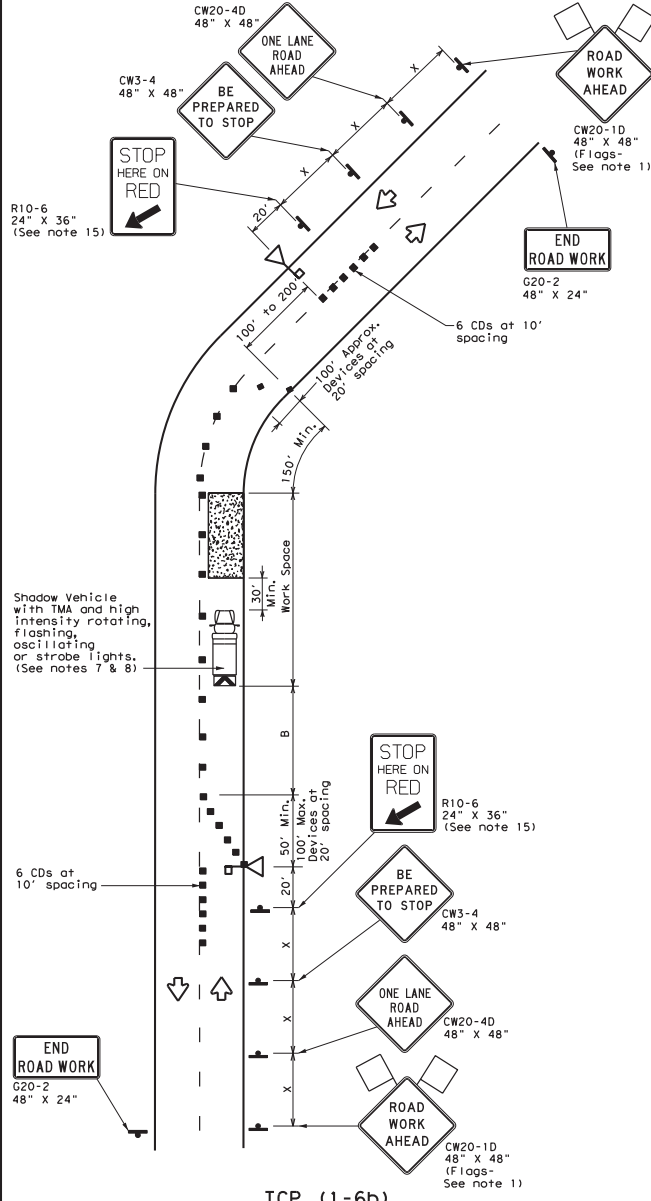 CW20-4D
48" X 48"
ONE LANE
ROAD
AHEAD
ROAD
WORK
AHEAD
CW20-1D
48" X 48"
(Flags-
See note 1)
CW3-4
48" X 48"
BE
PREPARED
TO STOP
STOP
HERE ON
RED
R10-6
24" X 36"
(See note 15)
X
X
X
20'
END
ROAD WORK
G20-2
48" X 24"
100' to 200'
6 CDs at 10'
spacing
100' Approx.
Devices at
20' spacing
150' Min.
Work Space
30'
Min.
Shadow Vehicle
with TMA and high
intensity rotating,
flashing,
oscillating
or strobe lights.
(See notes 7 & 8)
B
50' Min.
100' Max.
Devices at
20' spacing
STOP
HERE ON
RED
R10-6
24" X 36"
(See note 15)
6 CDs at
10' spacing
20'
BE
PREPARED
TO STOP
CW3-4
48" X 48"
X
X
X
ONE LANE
ROAD
AHEAD
CW20-4D
48" X 48"
END
ROAD WORK
G20-2
48" X 24"
ROAD
WORK
AHEAD
CW20-1D
48" X 48"
(Flags-
See note 1)
TCP (1-6b)